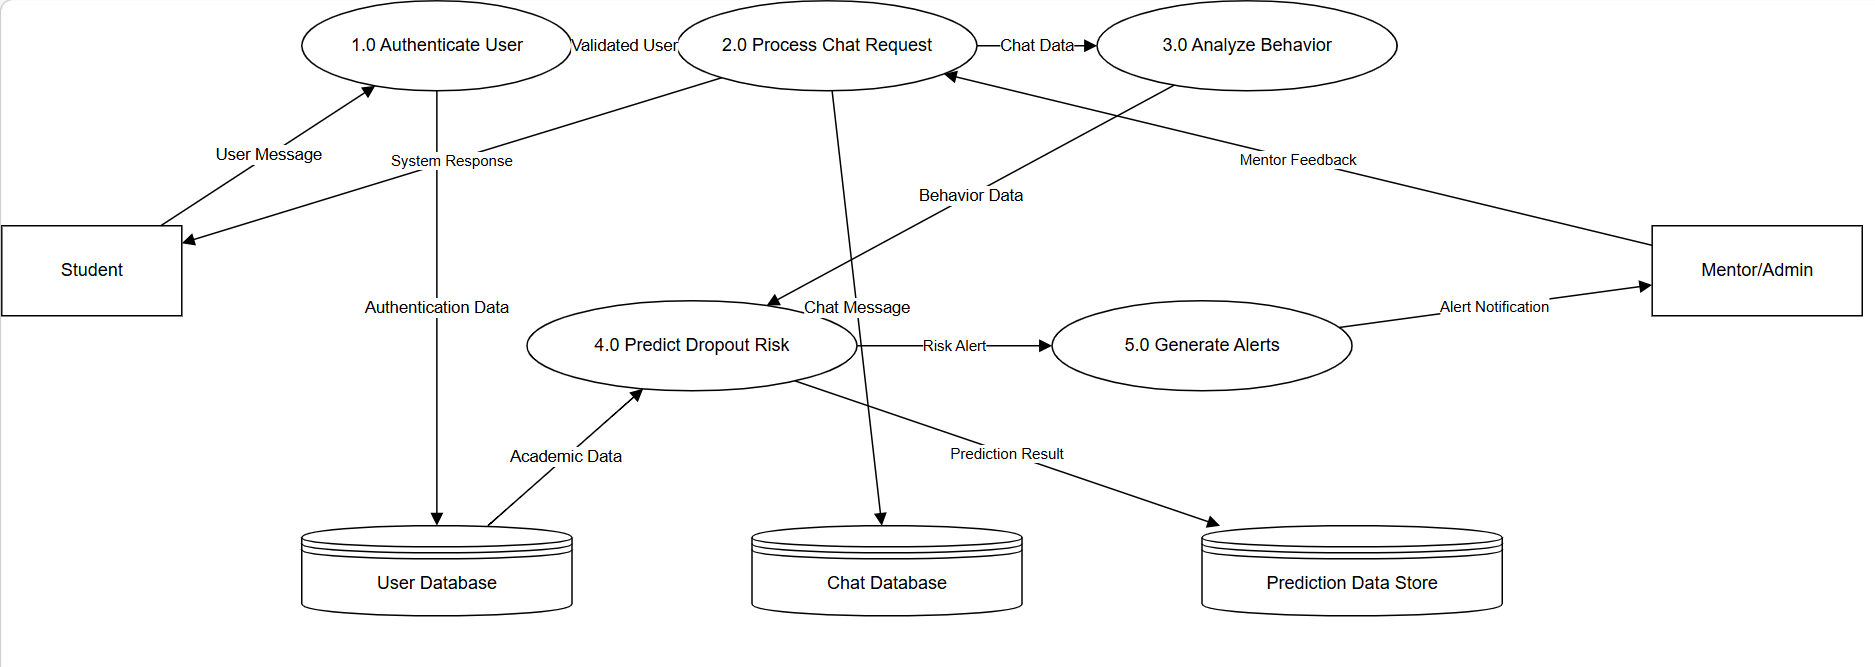 1.0 Authenticate User
Validated User
2.0 Process Chat Request
Chat Data
3.0 Analyze Behavior
User Message
System Response
Mentor Feedback
Behavior Data
Student
Mentor/Admin
Authentication Data
Chat Message
Alert Notification
4.0 Predict Dropout Risk
Risk Alert
5.0 Generate Alerts
Academic Data
Prediction Result
User Database
Chat Database
Prediction Data Store